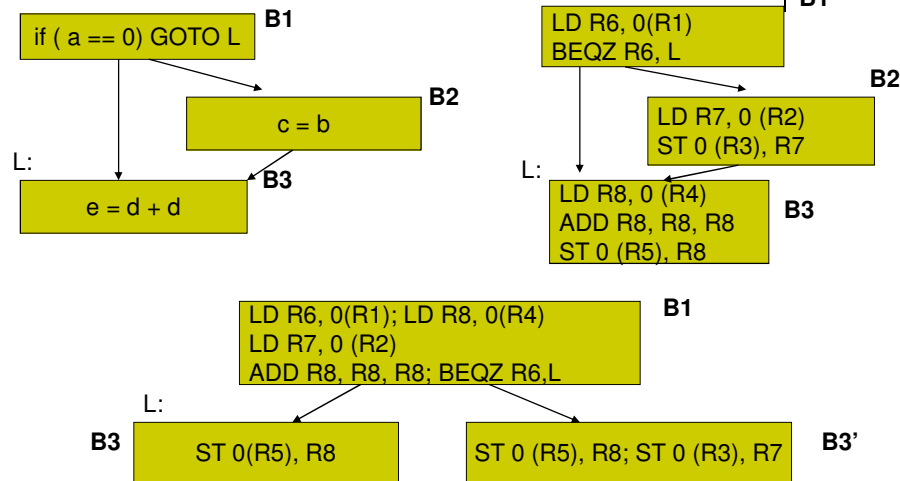 B1
if ( a == 0) GOTO L
B2
c = b
L:
B3
e = d + d
B1
LD R6, 0(R1)
BEQZ R6, L
B2
LD R7, 0 (R2)
ST 0 (R3), R7
L:
LD R8, 0 (R4)
B3
ADD R8, R8, R8
ST 0 (R5), R8
B1
LD R6, 0(R1); LD R8, 0(R4)
LD R7, 0 (R2)
ADD R8, R8, R8; BEQZ R6,L
L:
B3
ST 0(R5), R8
ST 0 (R5), R8; ST 0 (R3), R7
B3’